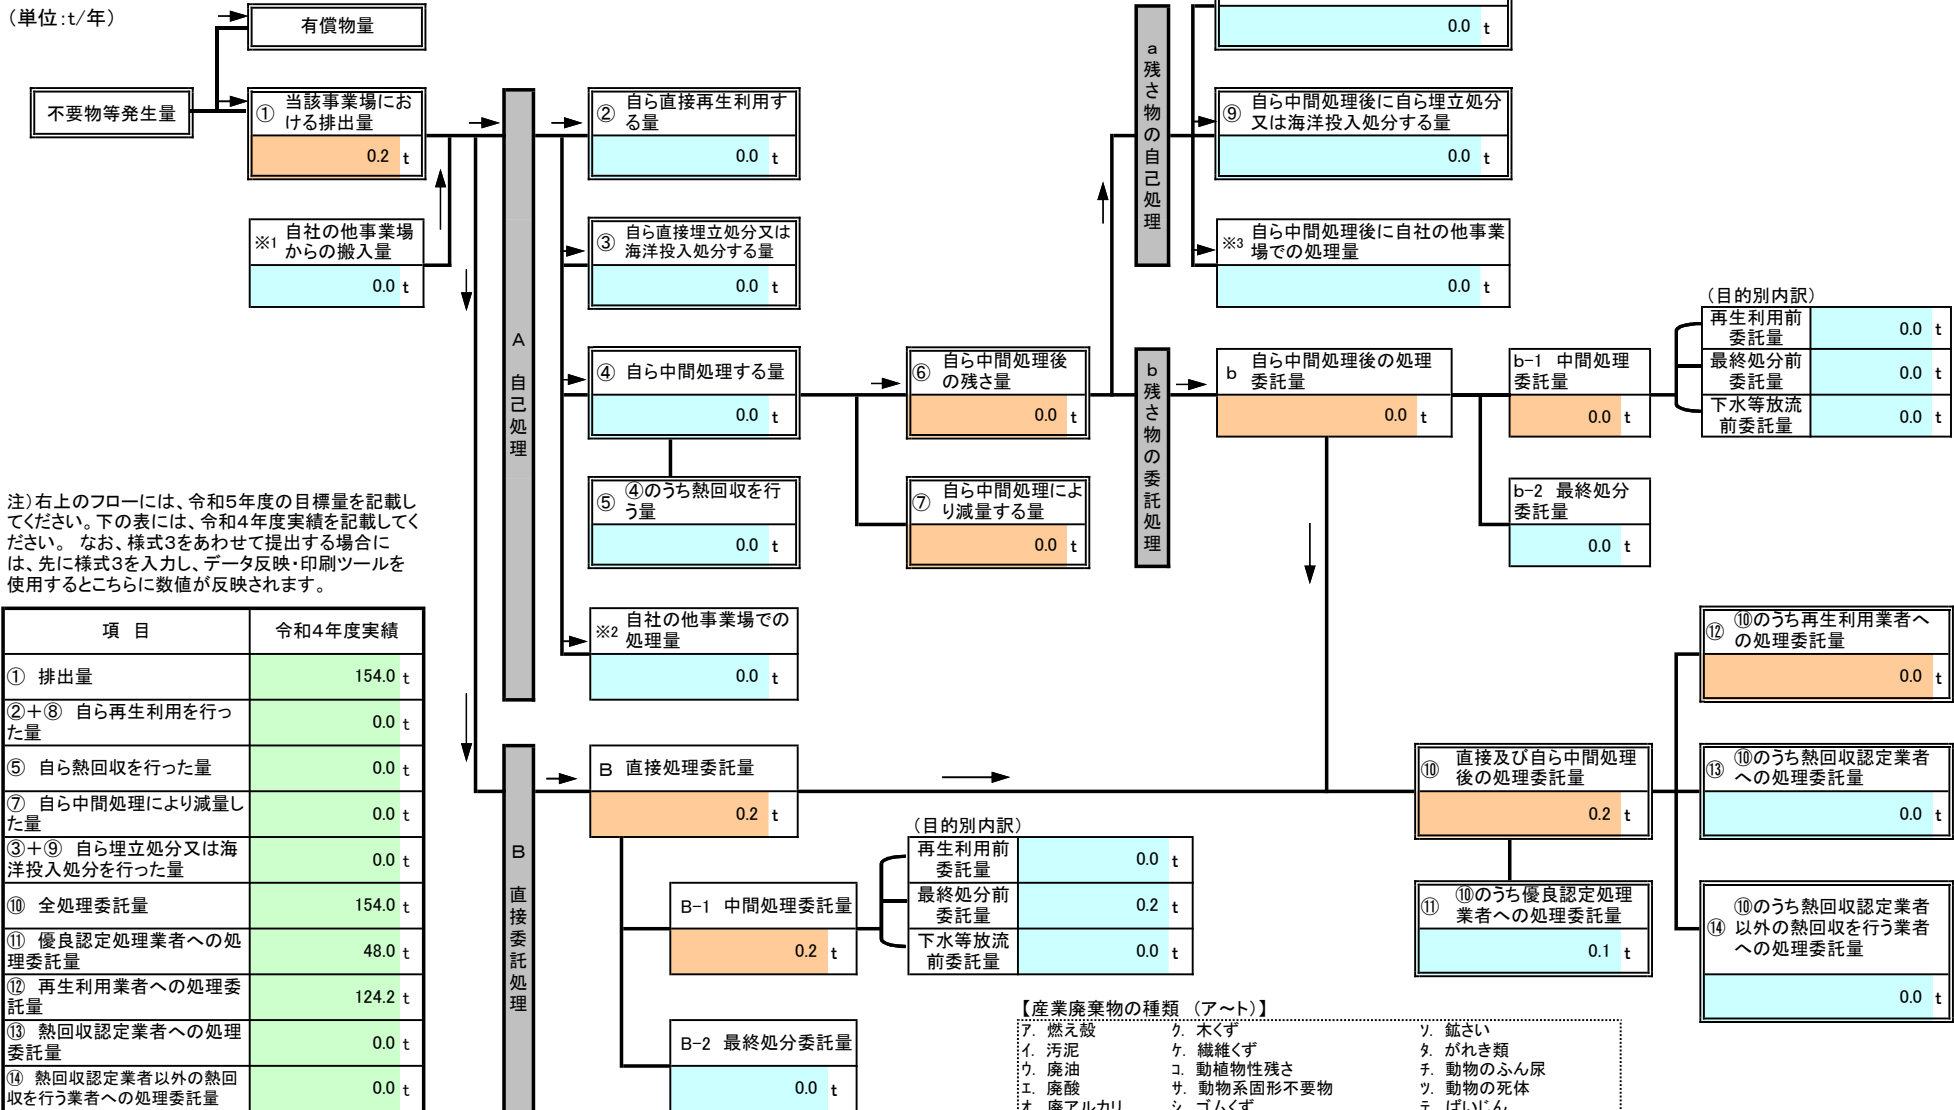 （単位:t/年）
有償物量
不要物等発生量
① 当該事業場にお
ける排出量
0.2 t
※1 自社の他事業場
からの搬入量
0.0 t
A 自己処理
② 自ら直接再生利用す
る量
0.0 t
③ 自ら直接埋立処分又は
海洋投入処分する量
0.0 t
④ 自ら中間処理する量
0.0 t
⑤ ④のうち熱回収を行
う量
0.0 t
※2 自社の他事業場での
処理量
0.0 t
⑥ 自ら中間処理後
の残さ量
0.0 t
⑦ 自ら中間処理によ
り減量する量
0.0 t
a 残さ物の自己処理
0.0 t
⑨ 自ら中間処理後に自ら埋立処分
又は海洋投入処分する量
0.0 t
※3 自ら中間処理後に自社の他事業
場での処理量
0.0 t
b 残さ物の委託処理
b 自ら中間処理後の処理
委託量
0.0 t
b-1 中間処理
委託量
0.0 t
（目的別内訳）
再生利用前
委託量
0.0 t
最終処分前
委託量
0.0 t
下水等放流
前委託量
0.0 t
b-2 最終処分
委託量
0.0 t
注）右上のフローには、令和5年度の目標量を記載し
てください。下の表には、令和4年度実績を記載してく
ださい。 なお、様式3をあわせて提出する場合に
は、先に様式3を入力し、データ反映・印刷ツールを
使用するとこちらに数値が反映されます。
項 目 令和4年度実績
① 排出量 154.0 t
②+⑧ 自ら再生利用を行っ
た量
0.0 t
⑤ 自ら熱回収を行った量 0.0 t
⑦ 自ら中間処理により減量し
た量
0.0 t
③+⑨ 自ら埋立処分又は海
洋投入処分を行った量
0.0 t
⑩ 全処理委託量 154.0 t
⑪ 優良認定処理業者への処
理委託量
48.0 t
⑫ 再生利用業者への処理委
託量
124.2 t
⑬ 熱回収認定業者への処理
委託量
0.0 t
⑭ 熱回収認定業者以外の熱回
収を行う業者への処理委託量
0.0 t
B 直接委託処理
B 直接処理委託量
0.2 t
B-1 中間処理委託量
0.2 t
（目的別内訳）
再生利用前
委託量
0.0 t
最終処分前
委託量
0.2 t
下水等放流
前委託量
0.0 t
B-2 最終処分委託量
0.0 t
⑩ 直接及び自ら中間処理
後の処理委託量
0.2 t
⑪ ⑩のうち優良認定処理
業者への処理委託量
0.1 t
⑫ ⑩のうち再生利用業者へ
の処理委託量
0.0 t
⑬ ⑩のうち熱回収認定業者
への処理委託量
0.0 t
⑭ ⑩のうち熱回収認定業者
以外の熱回収を行う業者
への処理委託量
0.0 t
【産業廃棄物の種類 （ア～ト）】
ｱ. 燃え殻 ｸ. 木くず ｿ. 鉱さい
ｲ. 汚泥 ｹ. 繊維くず ﾀ. がれき類
ｳ. 廃油 ｺ. 動植物性残さ ﾁ. 動物のふん尿
ｴ. 廃酸 ｻ. 動物系固形不要物 ﾂ. 動物の死体
ｵ. 廃アルカリ ｼ. ゴムくず ﾃ. ばいじん